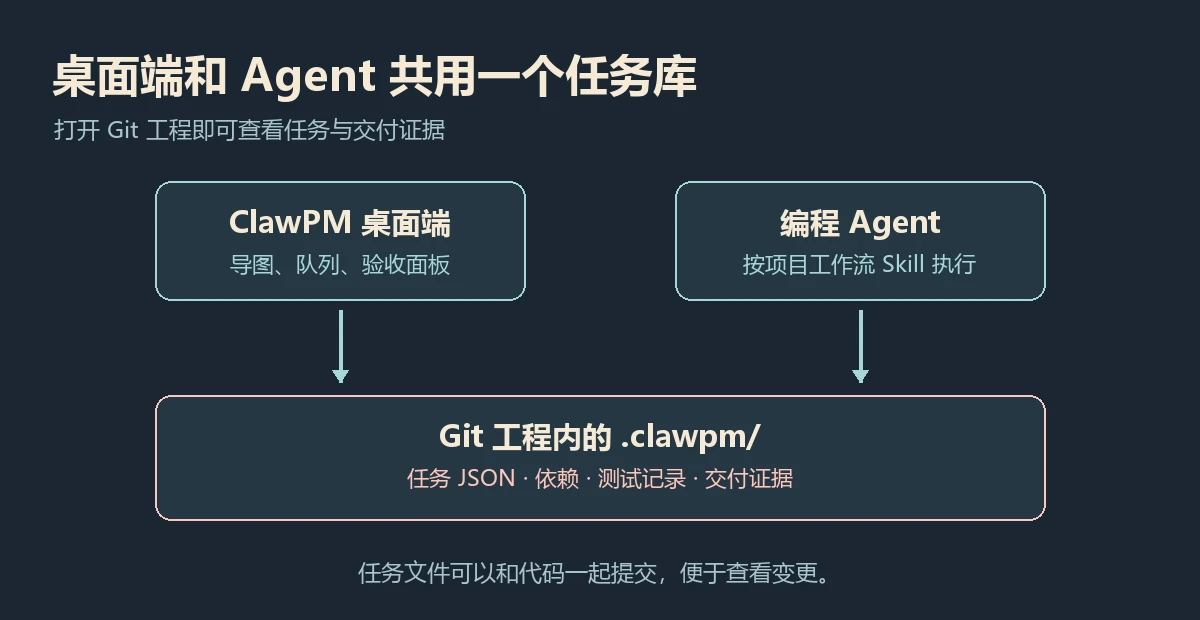 桌面端和 Agent 共用一个任务库
打开 Git 工程即可查看任务与交付证据
ClawPM 桌面端
导图、队列、验收面板
编程 Agent
按项目工作流 Skill 执行
Git 工程内的 .clawpm/
任务 JSON · 依赖 · 测试记录 · 交付证据
任务文件可以和代码一起提交，便于查看变更。